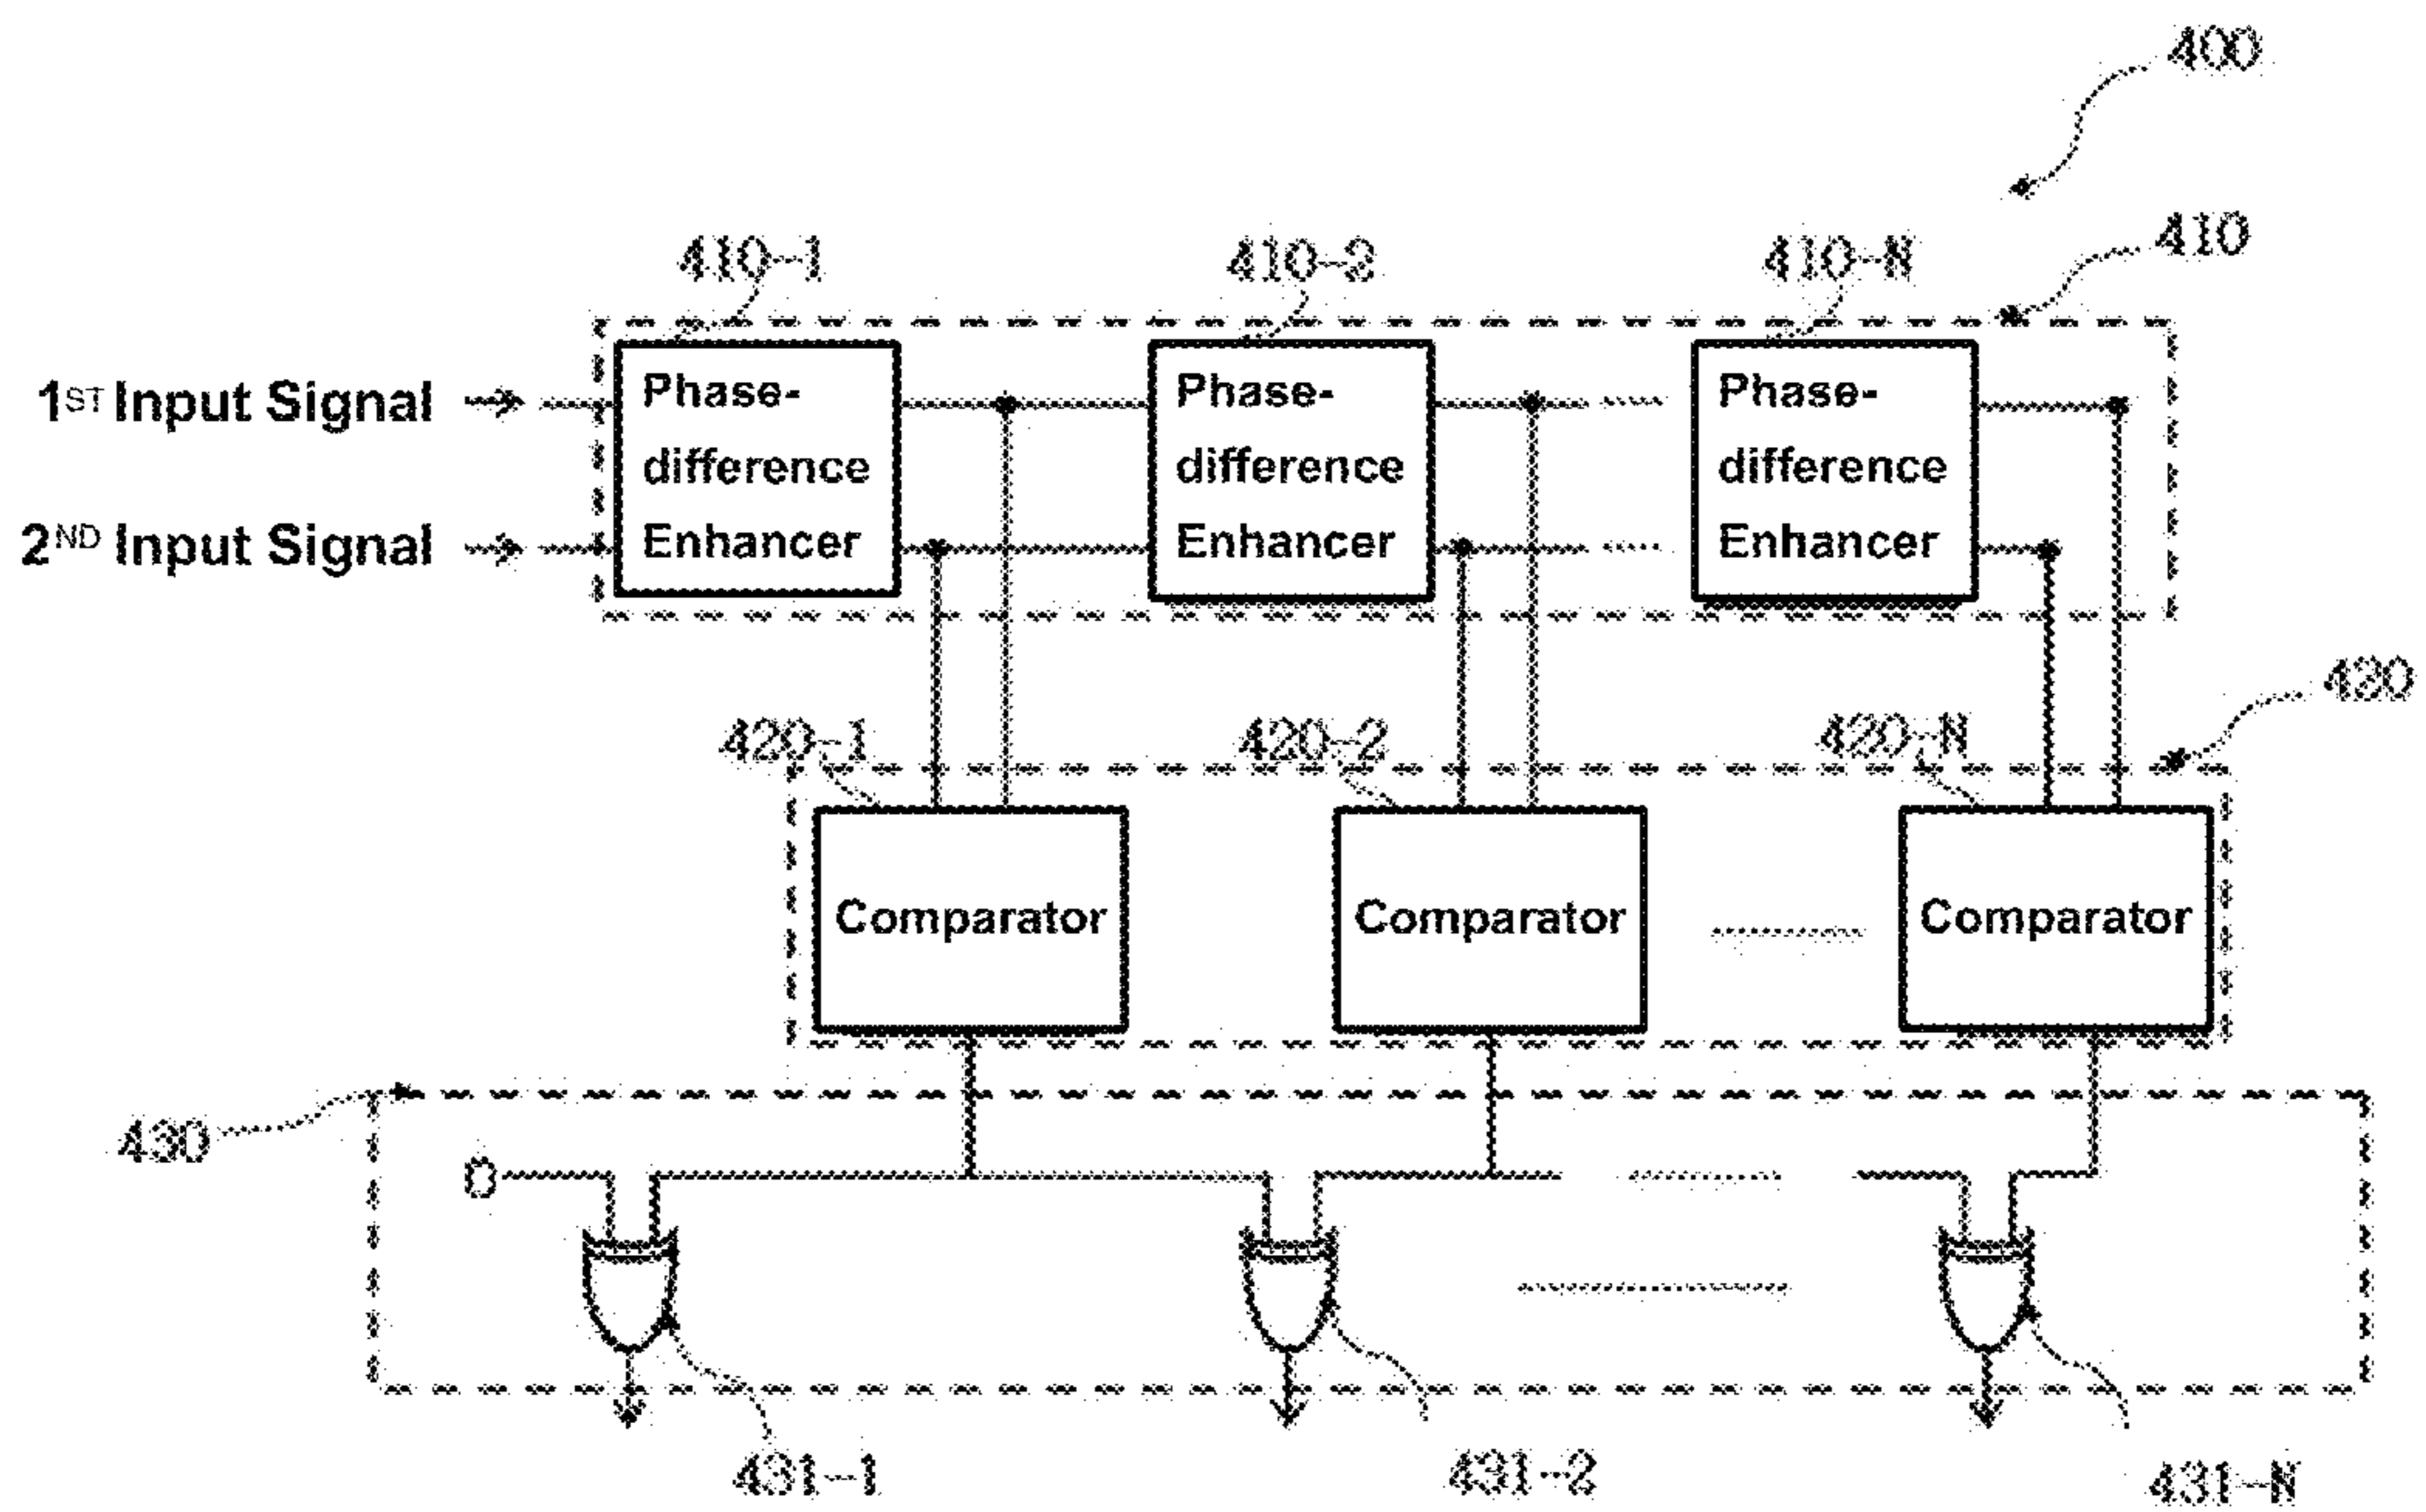 400
410
410-1
410-2
410-N
1ST Input Signal
2ND Input Signal
Phase-
difference
Enhancer
Phase-
difference
Enhancer
Phase-
difference
Enhancer
420
420-1
420-2
420-N
Comparator
Comparator
Comparator
430
0
431-1
431-2
431-N